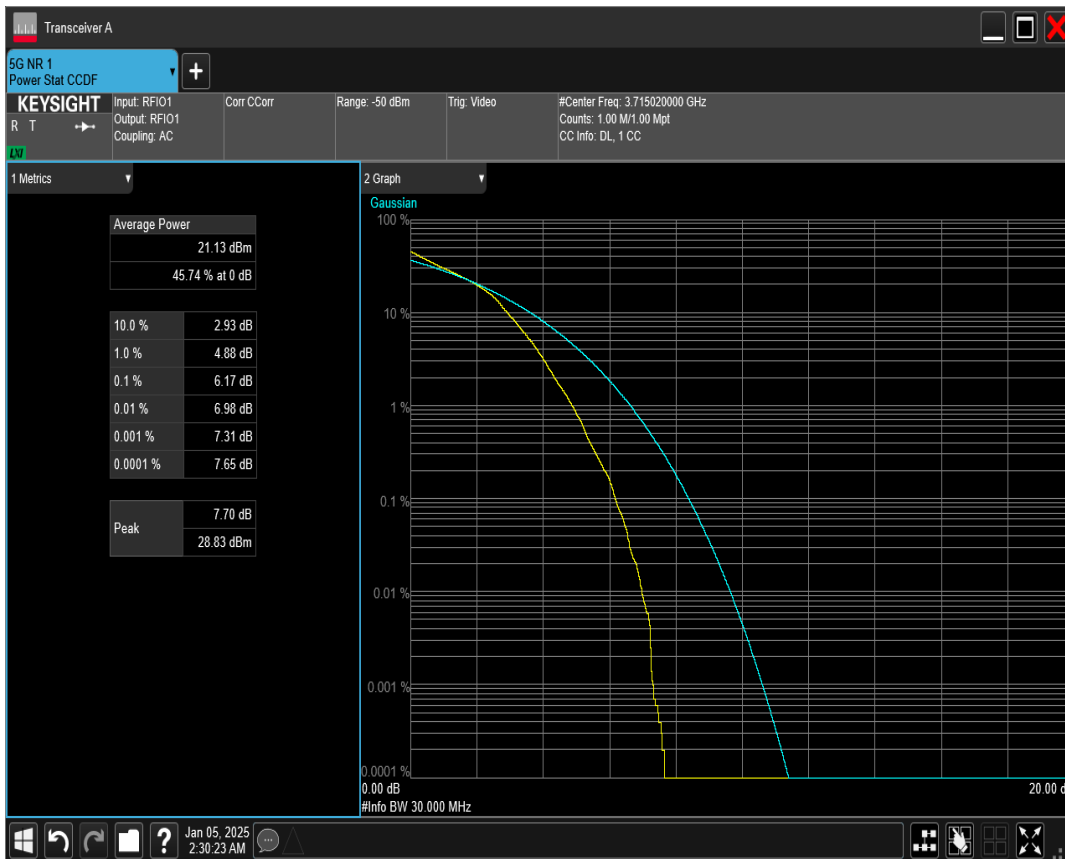 Transceiver A
5G NR 1
Power Stat CCDF
KEYSIGHT
R T
LXI
Input: RFIO1
Output: RFIO1
Coupling: AC
Corr CCorr
Range: -50 dBm
Trig: Video
#Center Freq: 3.715020000 GHz
Counts: 1.00 M/1.00 Mpt
CC Info: DL, 1 CC
1 Metrics
Average Power
21.13 dBm
45.74 % at 0 dB
10.0 % 2.93 dB
1.0 % 4.88 dB
0.1 % 6.17 dB
0.01 % 6.98 dB
0.001 % 7.31 dB
0.0001 % 7.65 dB
Peak
7.70 dB
28.83 dBm
2 Graph
Gaussian
100 %
10 %
1 %
0.1 %
0.01 %
0.001 %
0.0001 %
0.00 dB
20.00 d
#Info BW 30.000 MHz
? Jan 05, 2025
2:30:23 AM